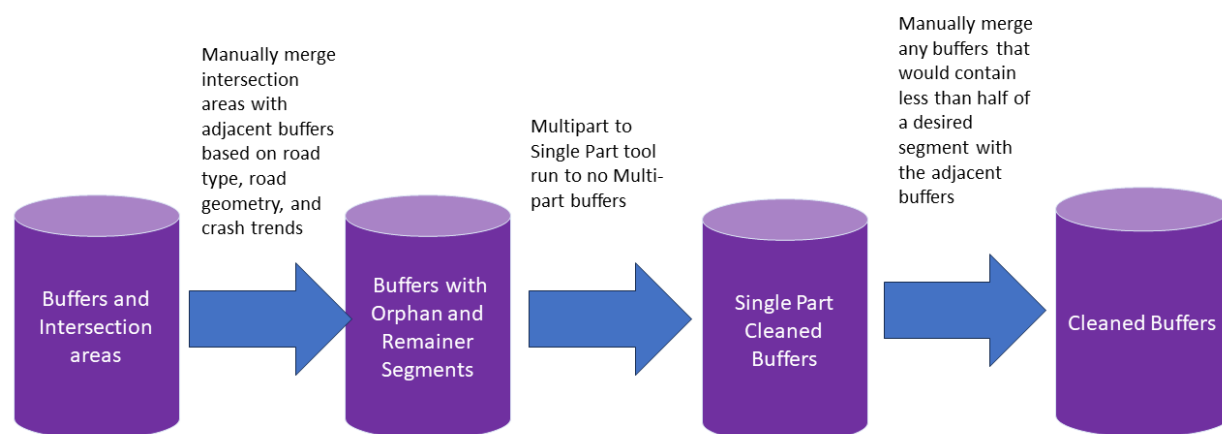 Manually merge
intersection
areas with
adjacent buffers
based on road
type, road
geometry, and
crash trends
Multipart to
Single Part tool
run to no Multi-
part buffers
Manually merge
any buffers that
would contain
less than half of
a desired
segment with
the adjacent
buffers
Buffers and
Intersection
areas
Buffers with
Orphan and
Remainer
Segments
Single Part
Cleaned
Buffers
Cleaned Buffers